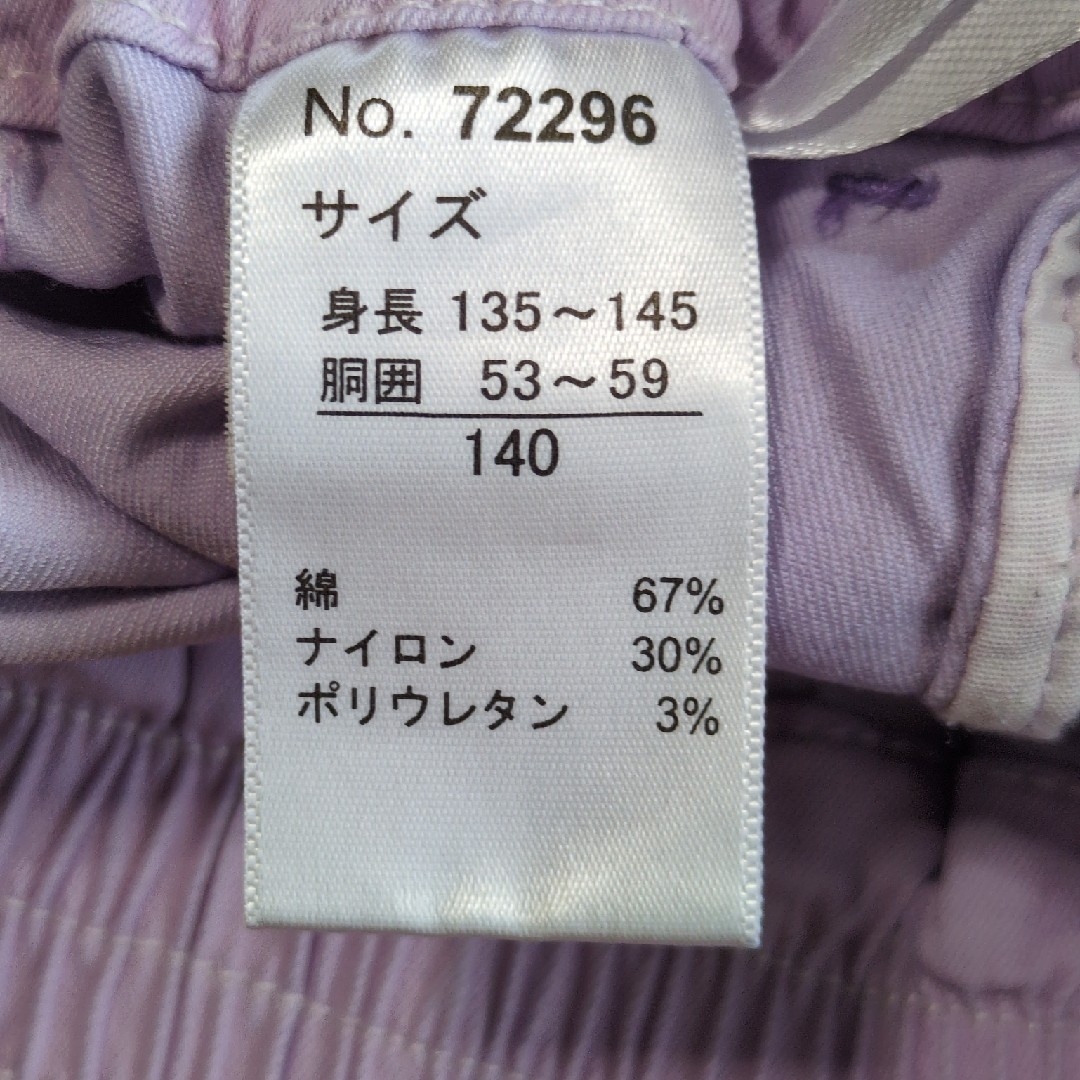 No. 72296
サイズ
身長 135～145
胴囲 53～59
140
綿 67%
ナイロン 30%
ポリウレタン 3%